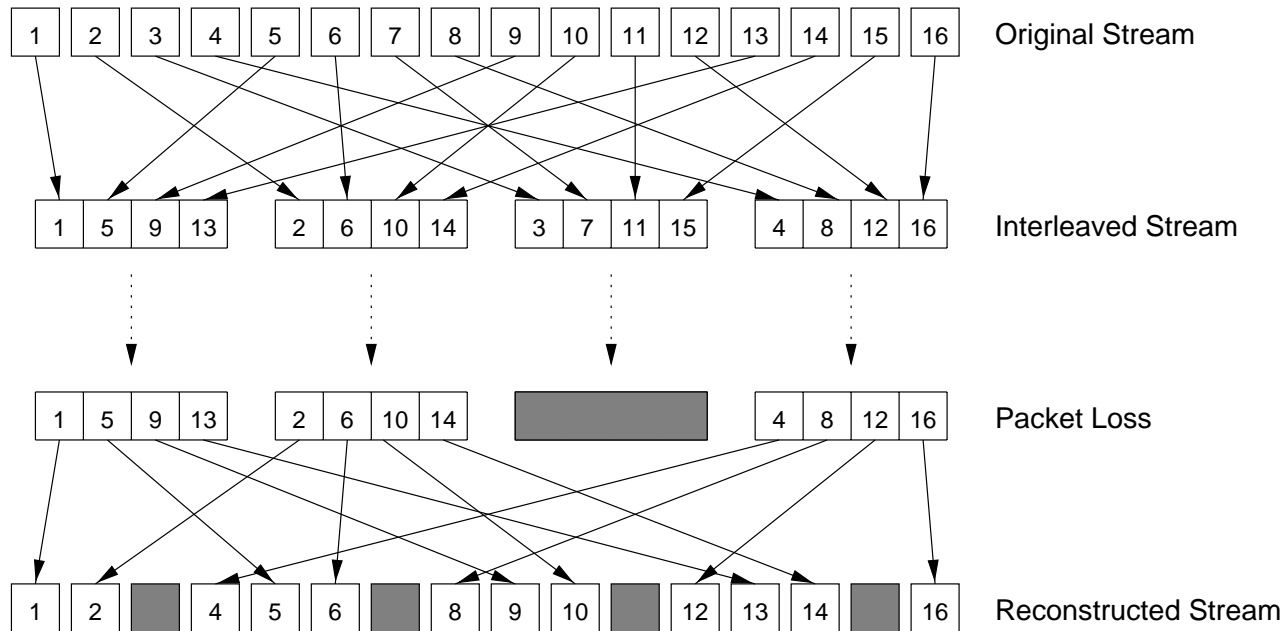 1 2 3 4 5 6 7 8 9 10 11 12 13 14 15 16 Original Stream
1 5 9 13 2 6 10 14 3 7 11 15 4 8 12 16 Interleaved Stream
1 5 9 13 2 6 10 14 4 8 12 16 Packet Loss
1 2 4 5 6 8 9 10 12 13 14 16 Reconstructed Stream